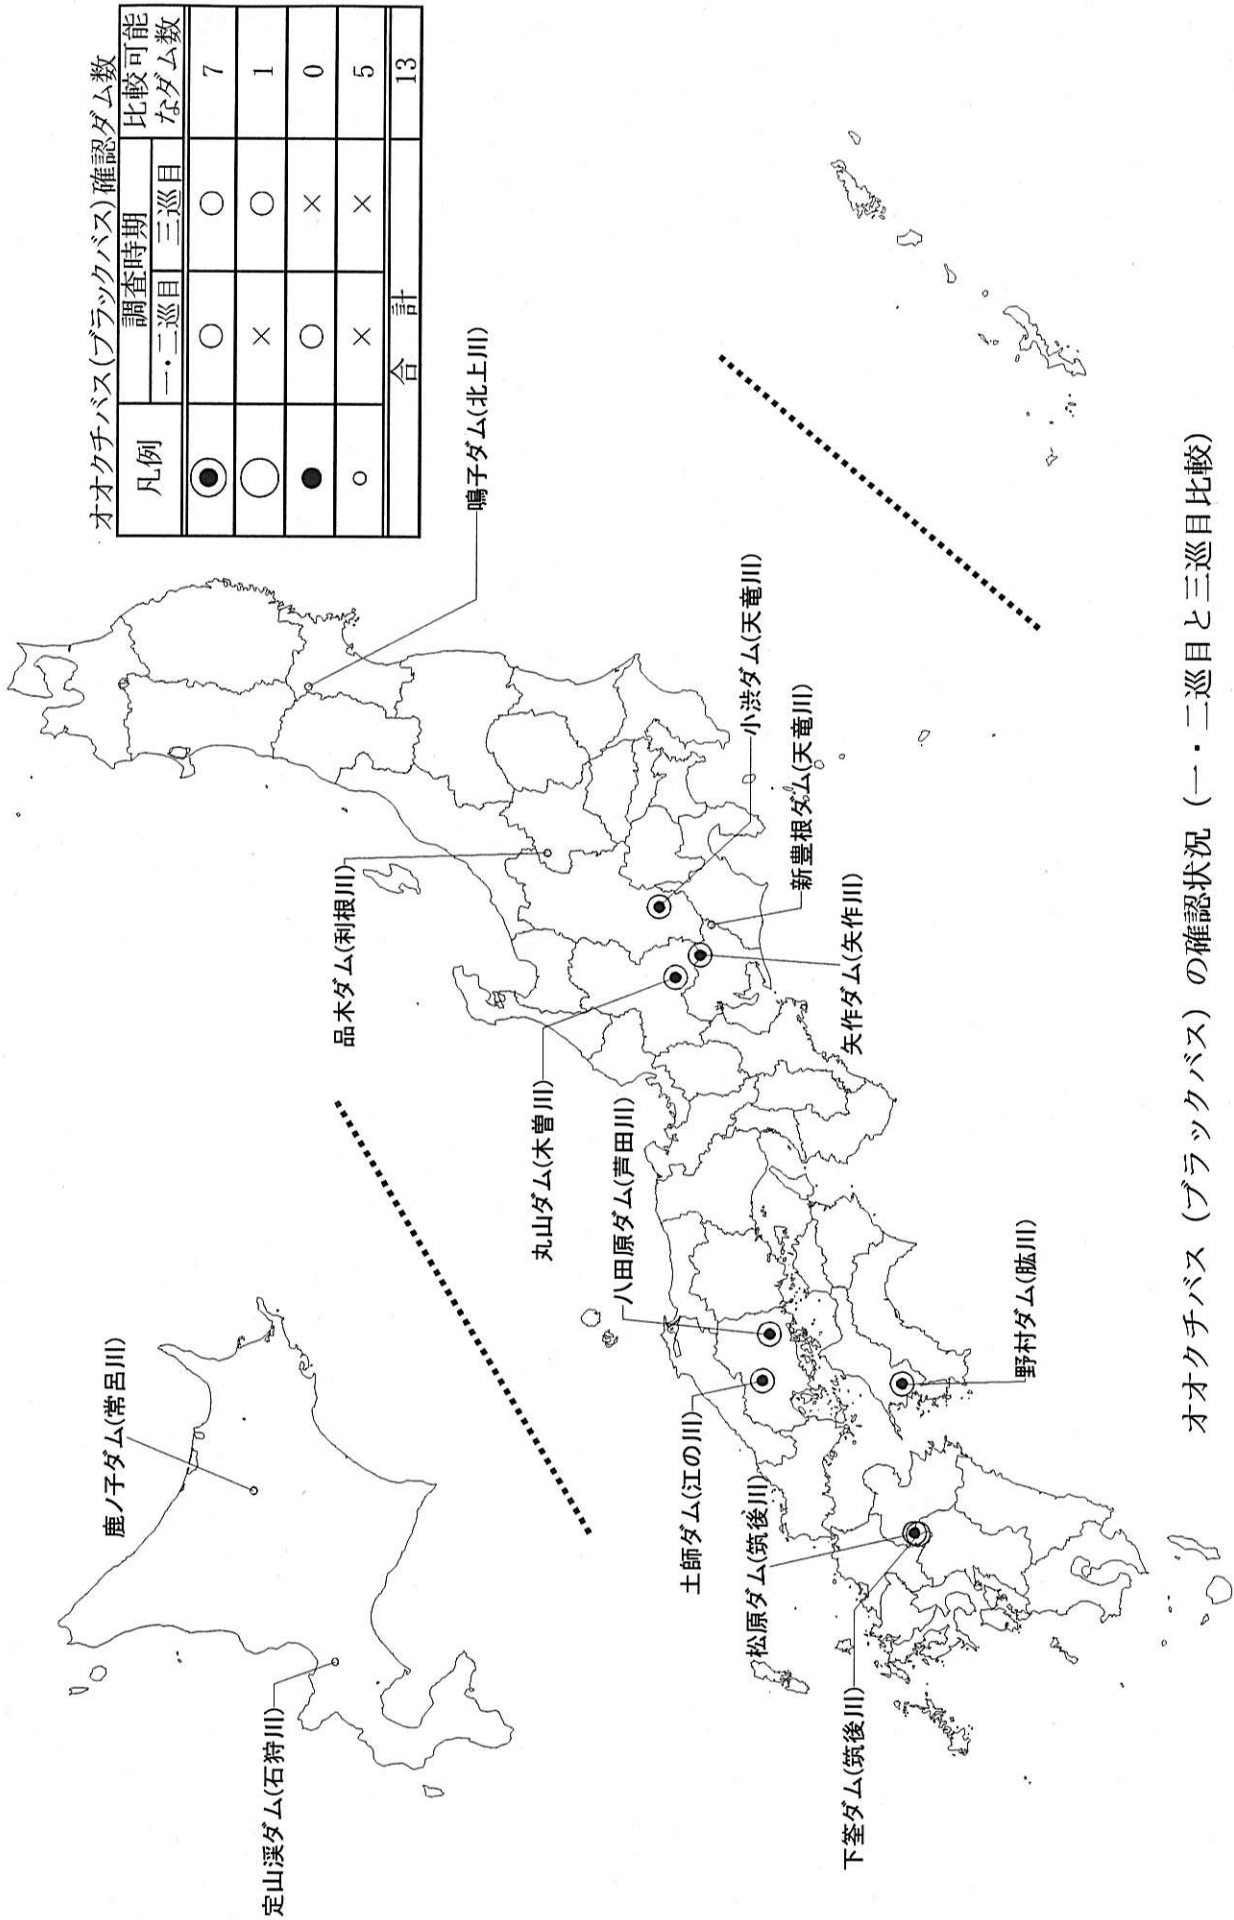 オオクチバス(ブラックバス)確認ダム数
凡例 調査時期 比較可能なダム数
一・二巡目 三巡目
◉ ○ ○ 7
○ × ○ 1
● ○ × 0
○ × × 5
合計 13
鹿ノ子ダム(常呂川)
定山渓ダム(石狩川)
鳴子ダム(北上川)
品木ダム(利根川)
小渋ダム(天竜川)
新豊根ダム(天竜川)
矢作ダム(矢作川)
丸山ダム(木曽川)
八田原ダム(芦田川)
土師ダム(江の川)
野村ダム(肱川)
松原ダム(筑後川)
下筌ダム(筑後川)
オオクチバス(ブラックバス)の確認状況(一・二巡目と三巡目比較)